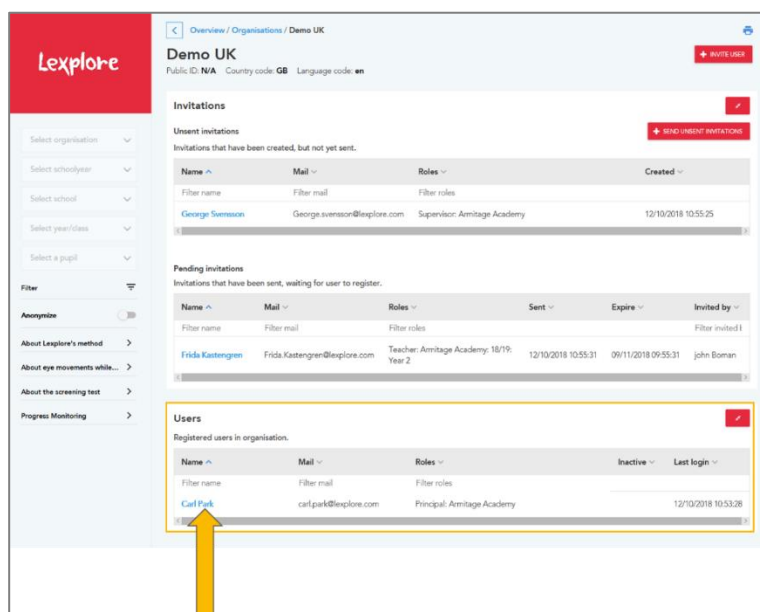 Lexplore
Overview / Organisations / Demo UK
Demo UK
Public ID: N/A Country code: GB Language code: en
+ INVITE USER
Select organisation
Select schoolyear
Select school
Select year/class
Select a pupil
Filter
Anonymize
About Lexplore's method
About eye movements while...
About the screening test
Progress Monitoring
Invitations
Unsent invitations
+ SEND UNSENT INVITATIONS
Invitations that have been created, but not yet sent.
Name Mail Roles Created
Filter name Filter mail Filter roles
George Svensson George.svensson@lexplore.com Supervisor: Armitage Academy 12/10/2018 10:55:25
Pending invitations
Invitations that have been sent, waiting for user to register.
Name Mail Roles Sent Expire Invited by
Filter name Filter mail Filter roles Filter invited b
Frida Kastengren Frida.Kastengren@lexplore.com Teacher: Armitage Academy: 18/19: Year 2 12/10/2018 10:55:31 09/11/2018 09:55:31 john Boman
Users
Registered users in organisation.
Name Mail Roles Inactive Last login
Filter name Filter mail Filter roles
Carl Park carl.park@lexplore.com Principal: Armitage Academy 12/10/2018 10:53:28